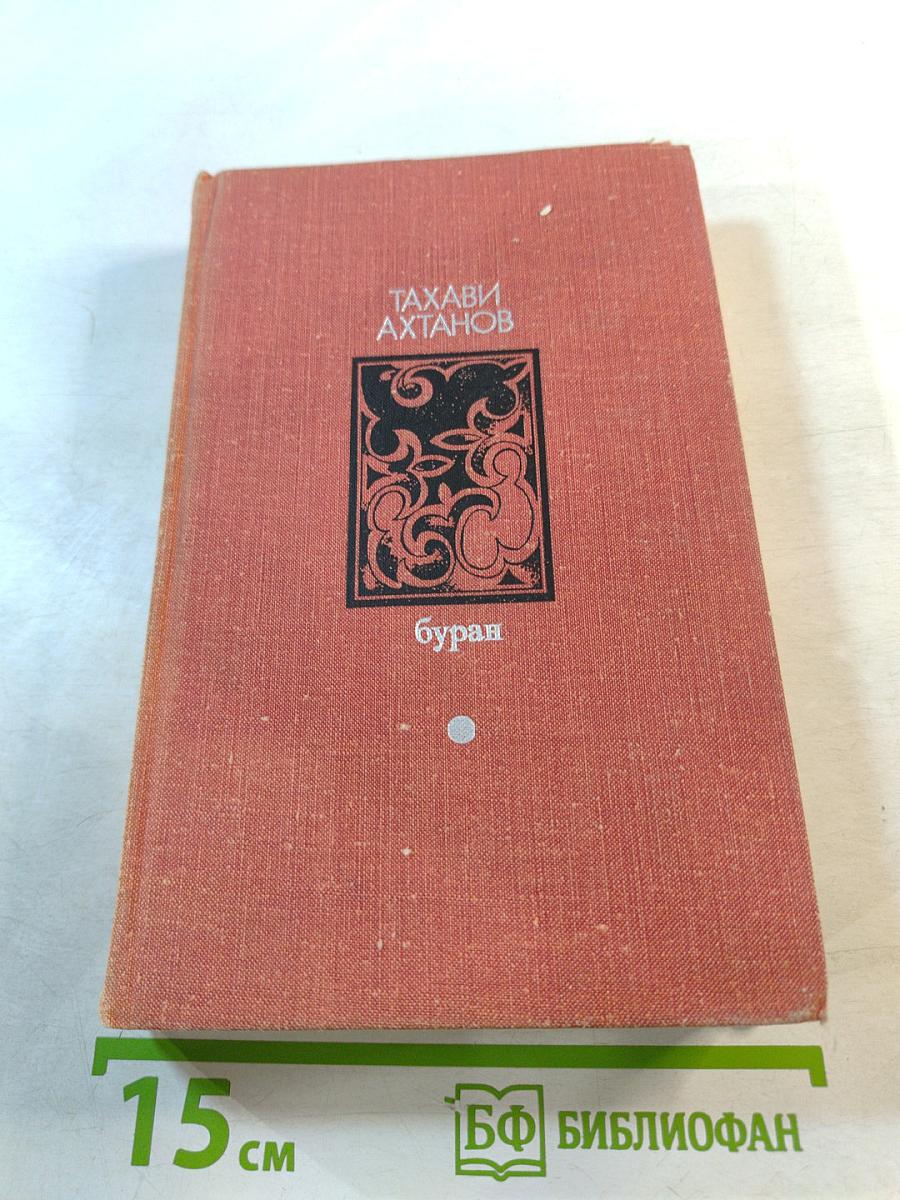 ТАХАВИ
АХТАНОВ
буран
15 см
БФ БИБЛИОФАН